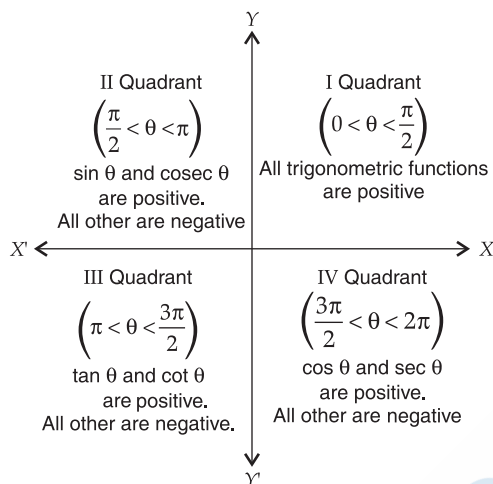 Y
II Quadrant
(π/2 < θ < π)
sin θ and cosec θ
are positive.
All other are negative
I Quadrant
(0 < θ < π/2)
All trigonometric functions
are positive
X'
X
III Quadrant
(π < θ < 3π/2)
tan θ and cot θ
are positive.
All other are negative.
IV Quadrant
(3π/2 < θ < 2π)
cos θ and sec θ
are positive.
All other are negative
Y'